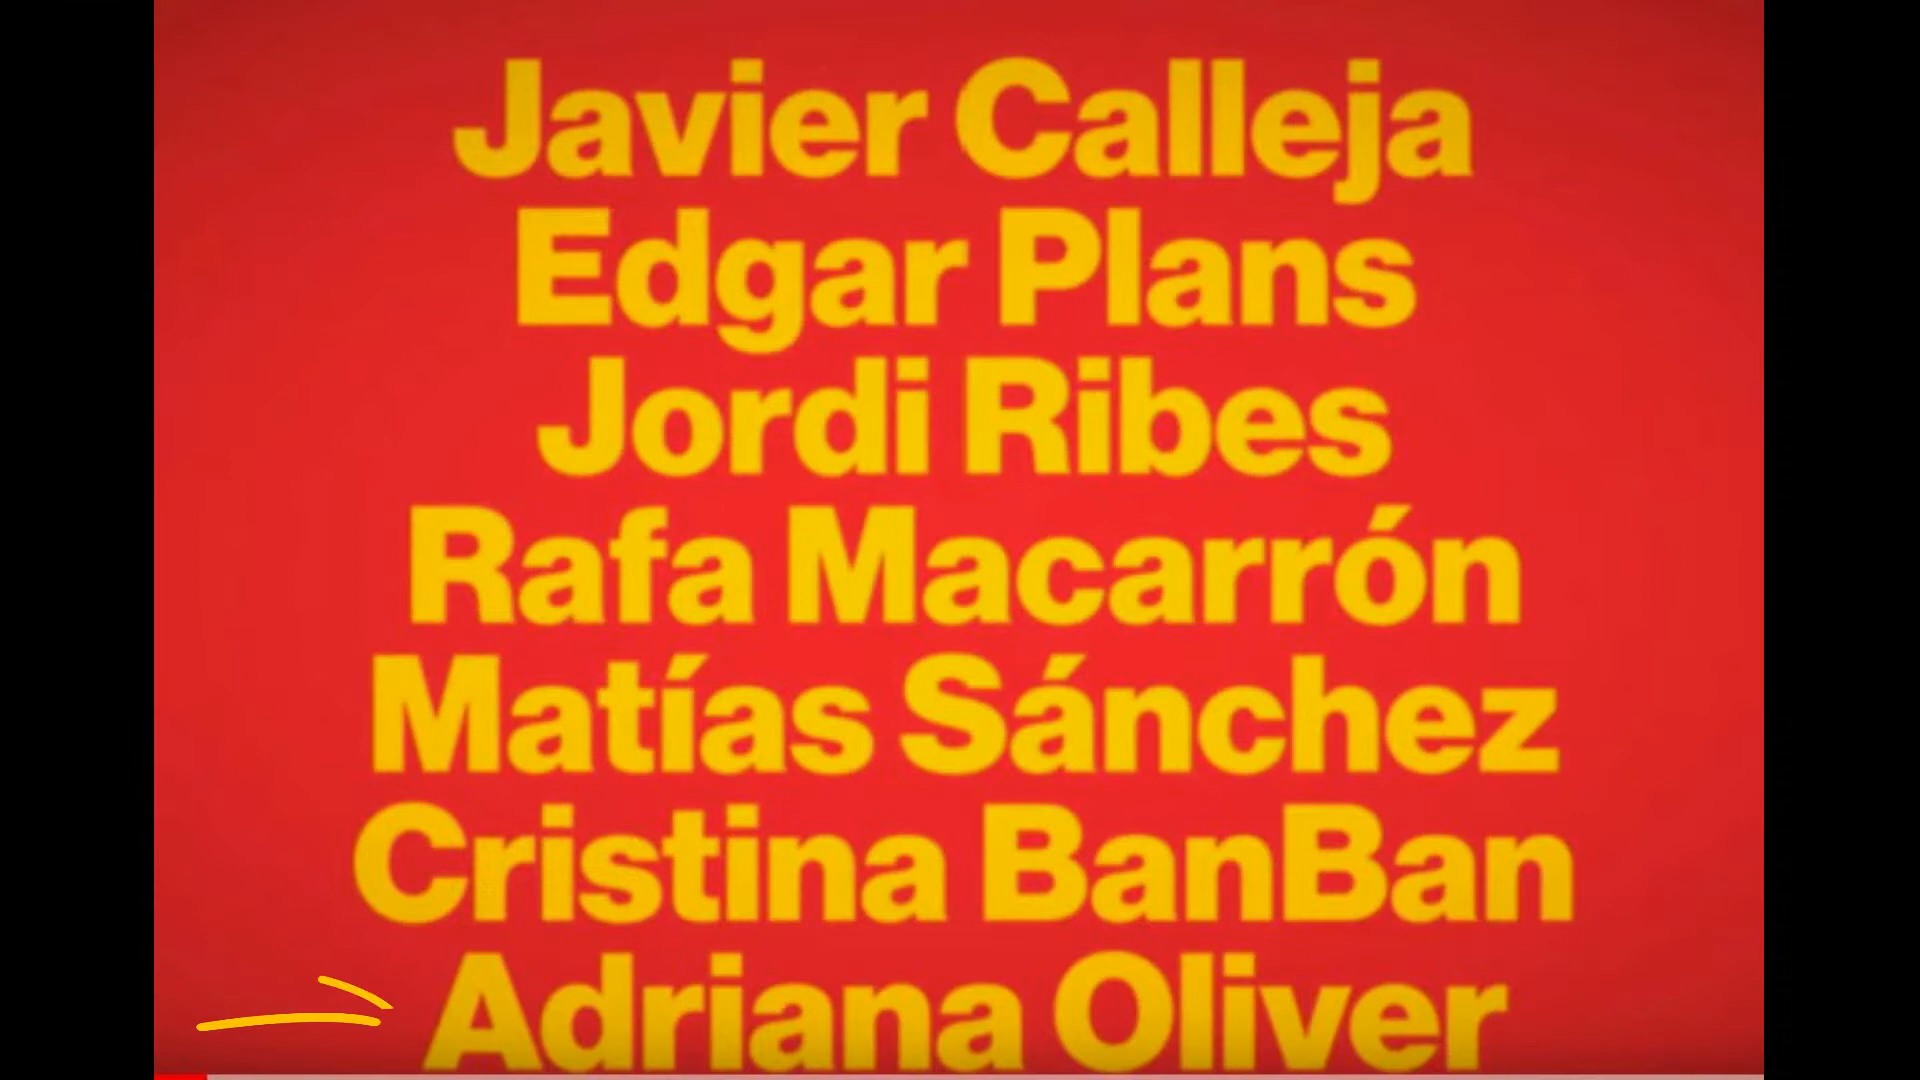 Javier Calleja
Edgar Plans
Jordi Ribes
Rafa Macarrón
Matías Sánchez
Cristina BanBan
Adriana Oliver